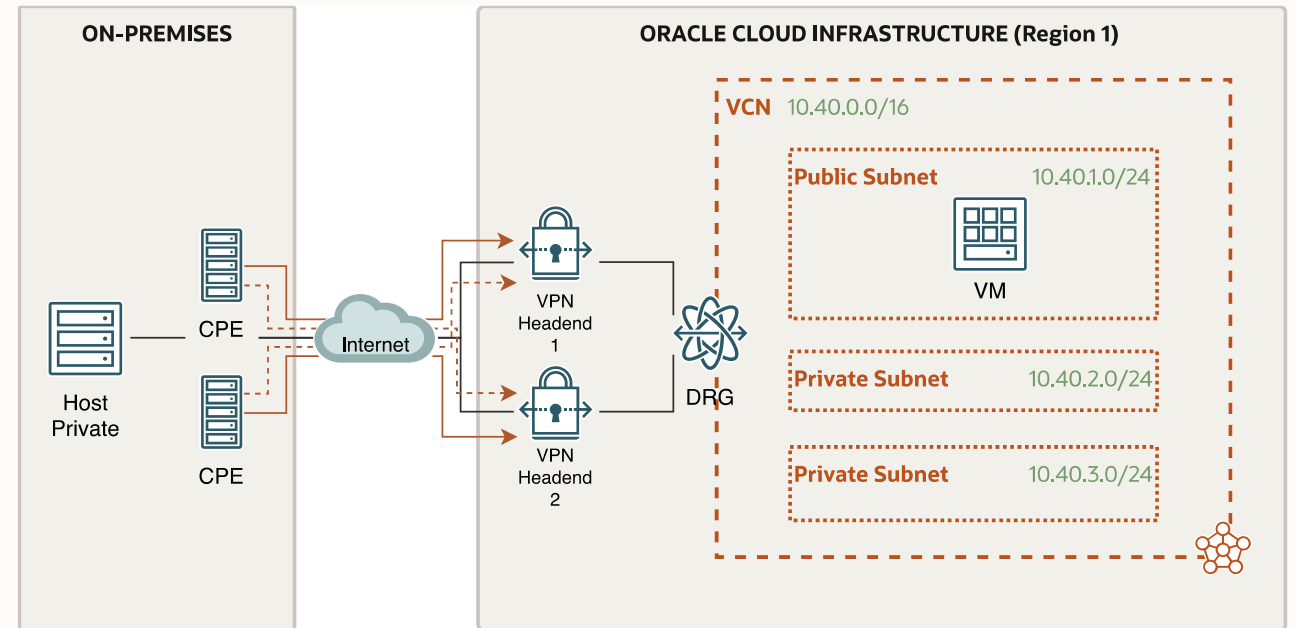 ON-PREMISES
ORACLE CLOUD INFRASTRUCTURE (Region 1)
VCN 10.40.0.0/16
Public Subnet 10.40.1.0/24
VM
Private Subnet 10.40.2.0/24
Private Subnet 10.40.3.0/24
Host
Private
CPE
CPE
Internet
VPN
Headend
1
VPN
Headend
2
DRG